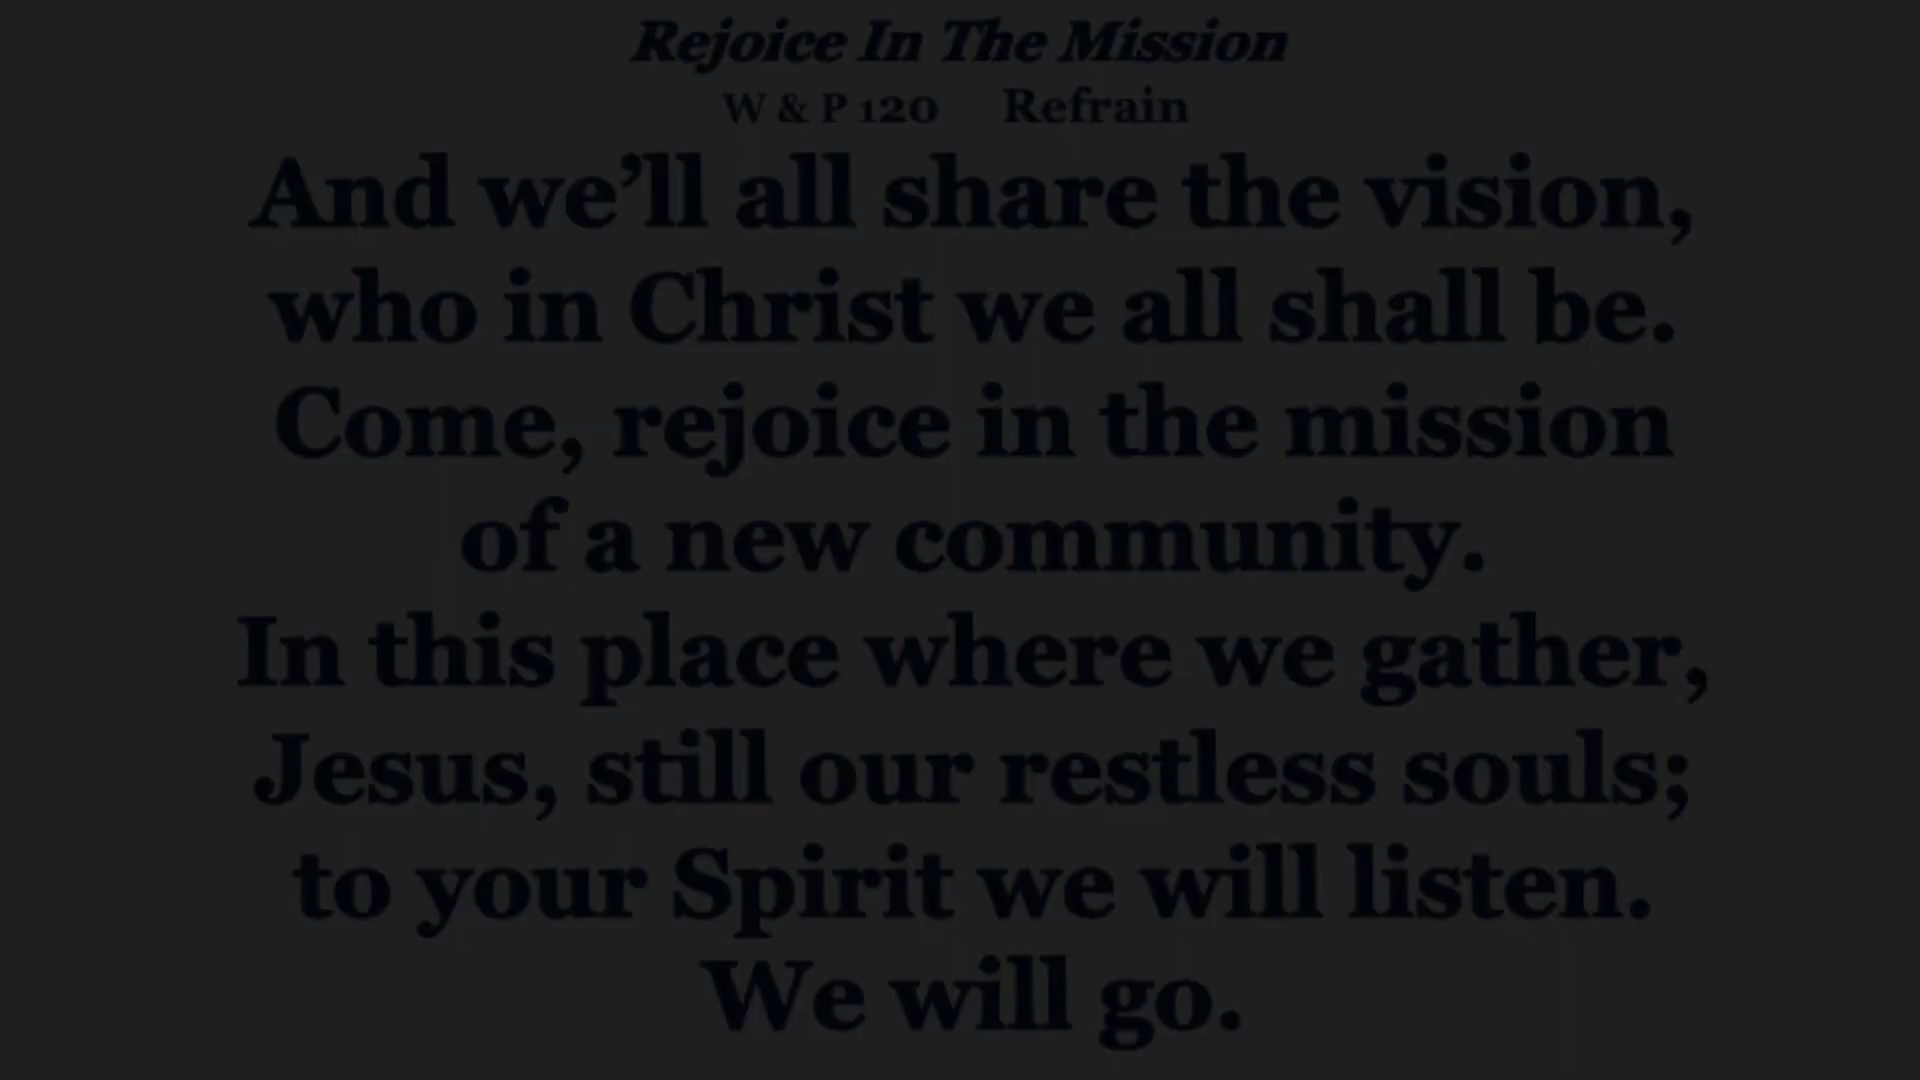 Rejoice In The Mission
W & P 120 Refrain
And we’ll all share the vision,
who in Christ we all shall be.
Come, rejoice in the mission
of a new community.
In this place where we gather,
Jesus, still our restless souls;
to your Spirit we will listen.
We will go.